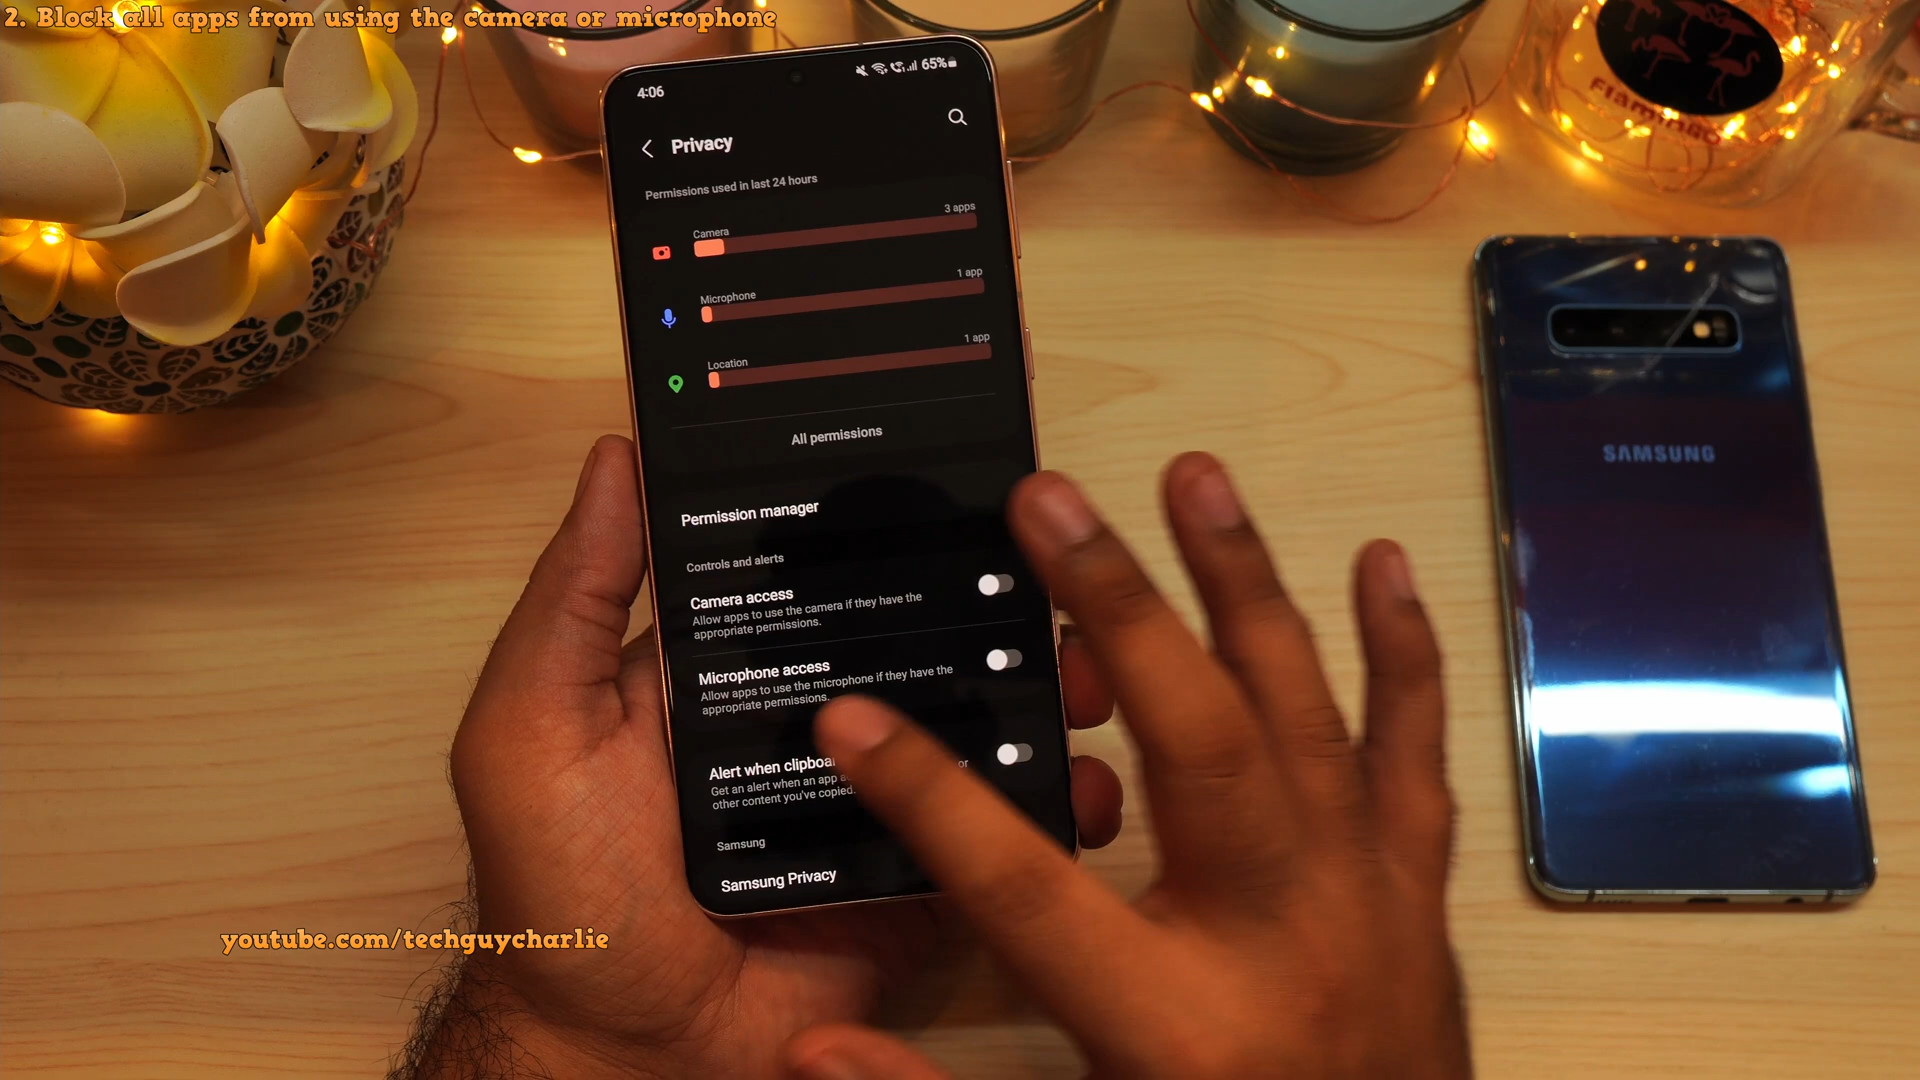 2. Block all apps from using the camera or microphone
4:06
65%
Privacy
Permissions used in last 24 hours
Camera
3 apps
Microphone
1 app
Location
1 app
All permissions
Permission manager
Controls and alerts
Camera access
Allow apps to use the camera if they have the
appropriate permissions.
Microphone access
Allow apps to use the microphone if they have the
appropriate permissions.
Alert when
Get an alert when an app
or
other content you've copied.
Samsung
Samsung Privacy
SAMSUNG
Flamingo
youtube.com/techguycharlie